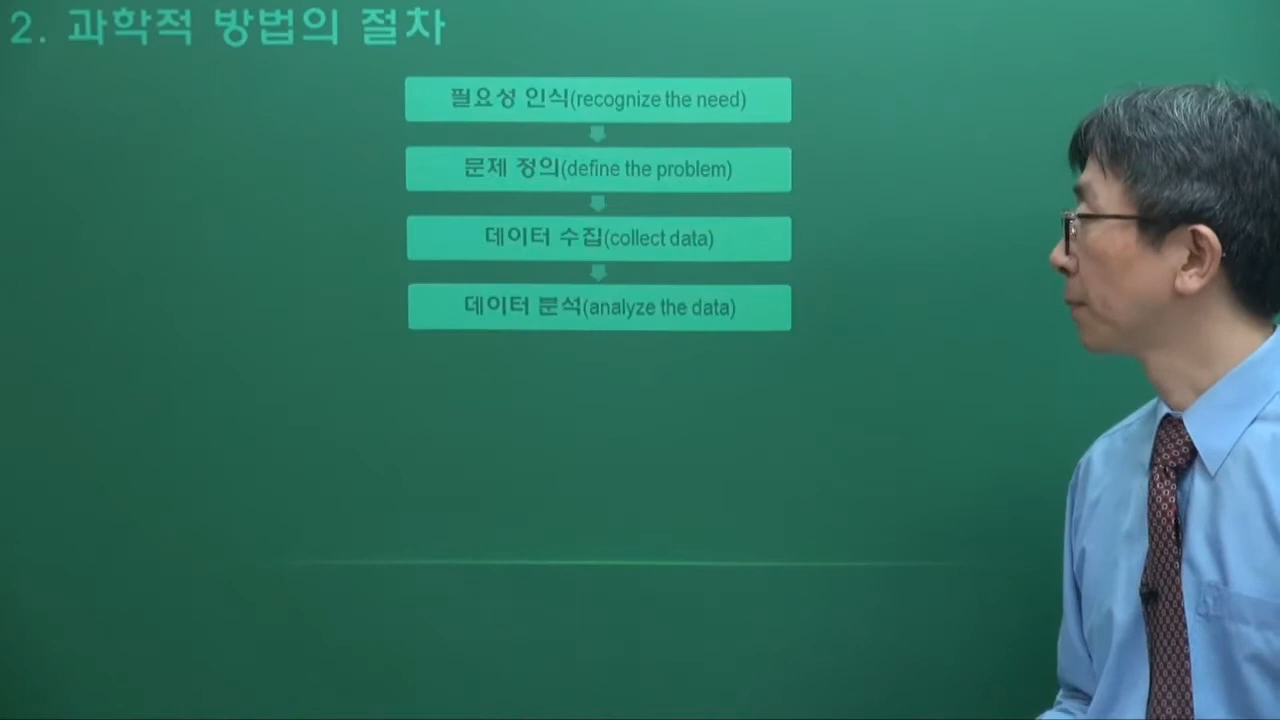 2. 과학적 방법의 절차
필요성 인식(recognize the need)
문제 정의(define the problem)
데이터 수집(collect data)
데이터 분석(analyze the data)